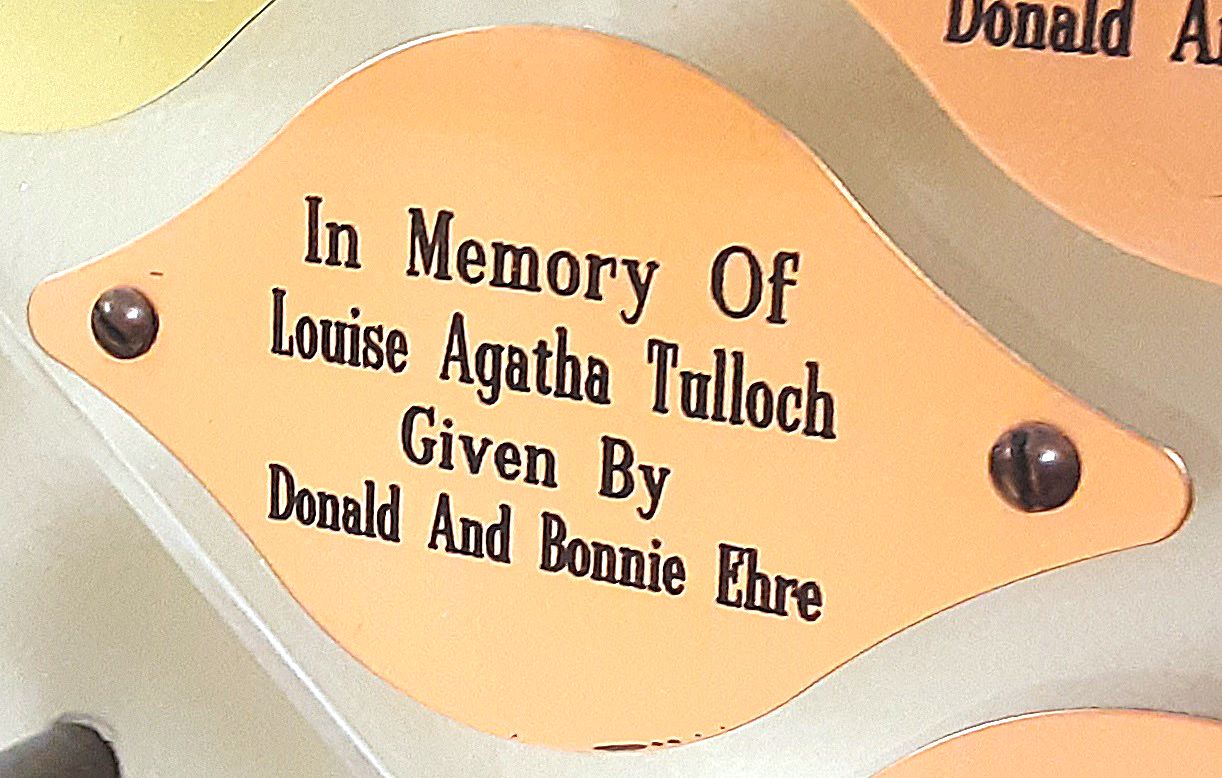 In Memory Of
Louise Agatha Tulloch
Given By
Donald And Bonnie Ehre
Donald